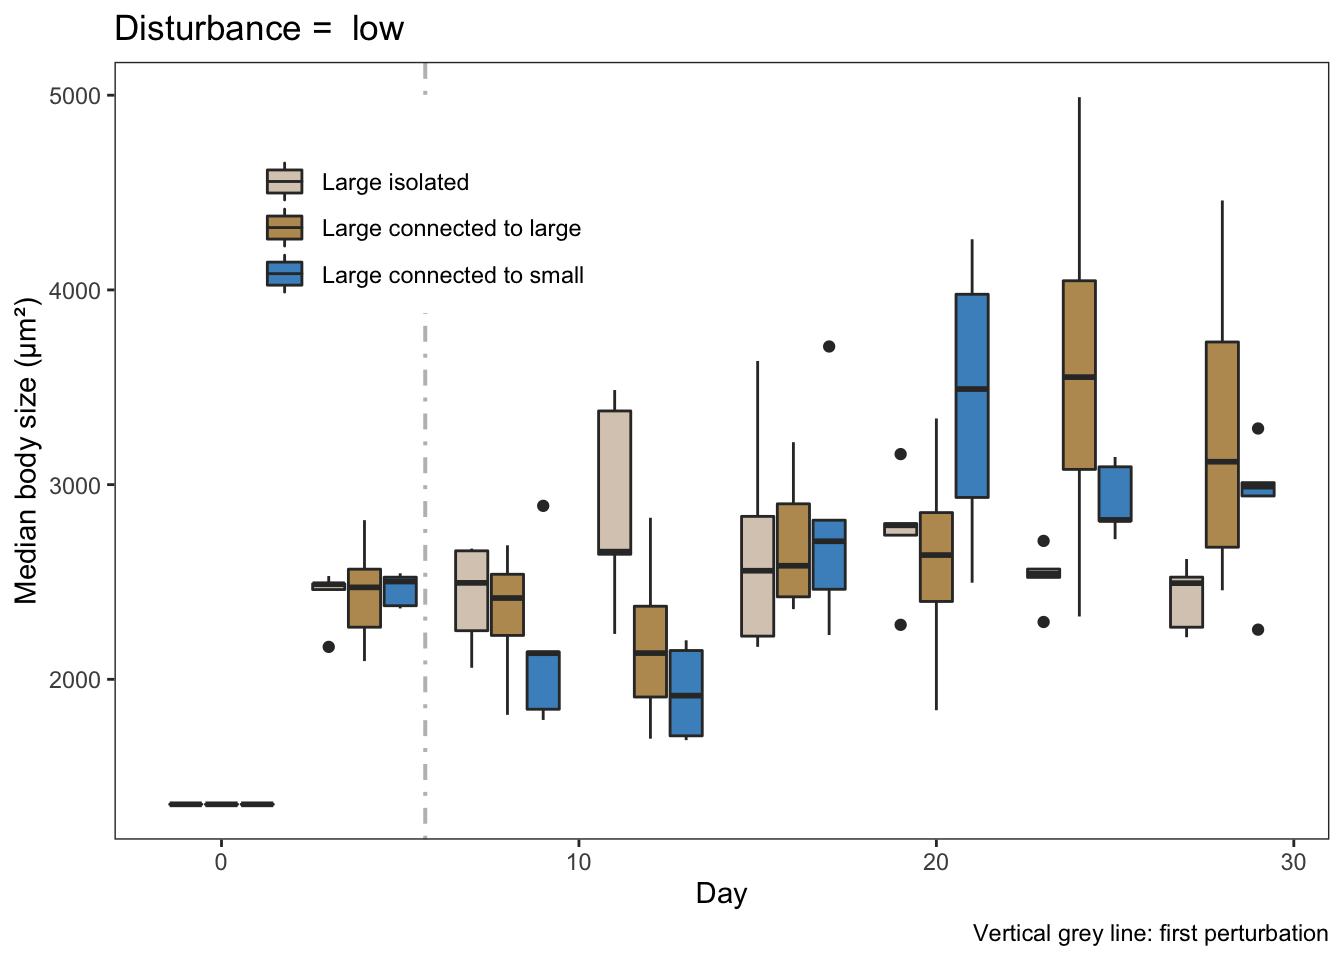 Disturbance =  low
5000
4000
3000
2000
Median body size (µm²)
Large isolated
Large connected to large
Large connected to small
0
10
20
30
Day
Vertical grey line: first perturbation